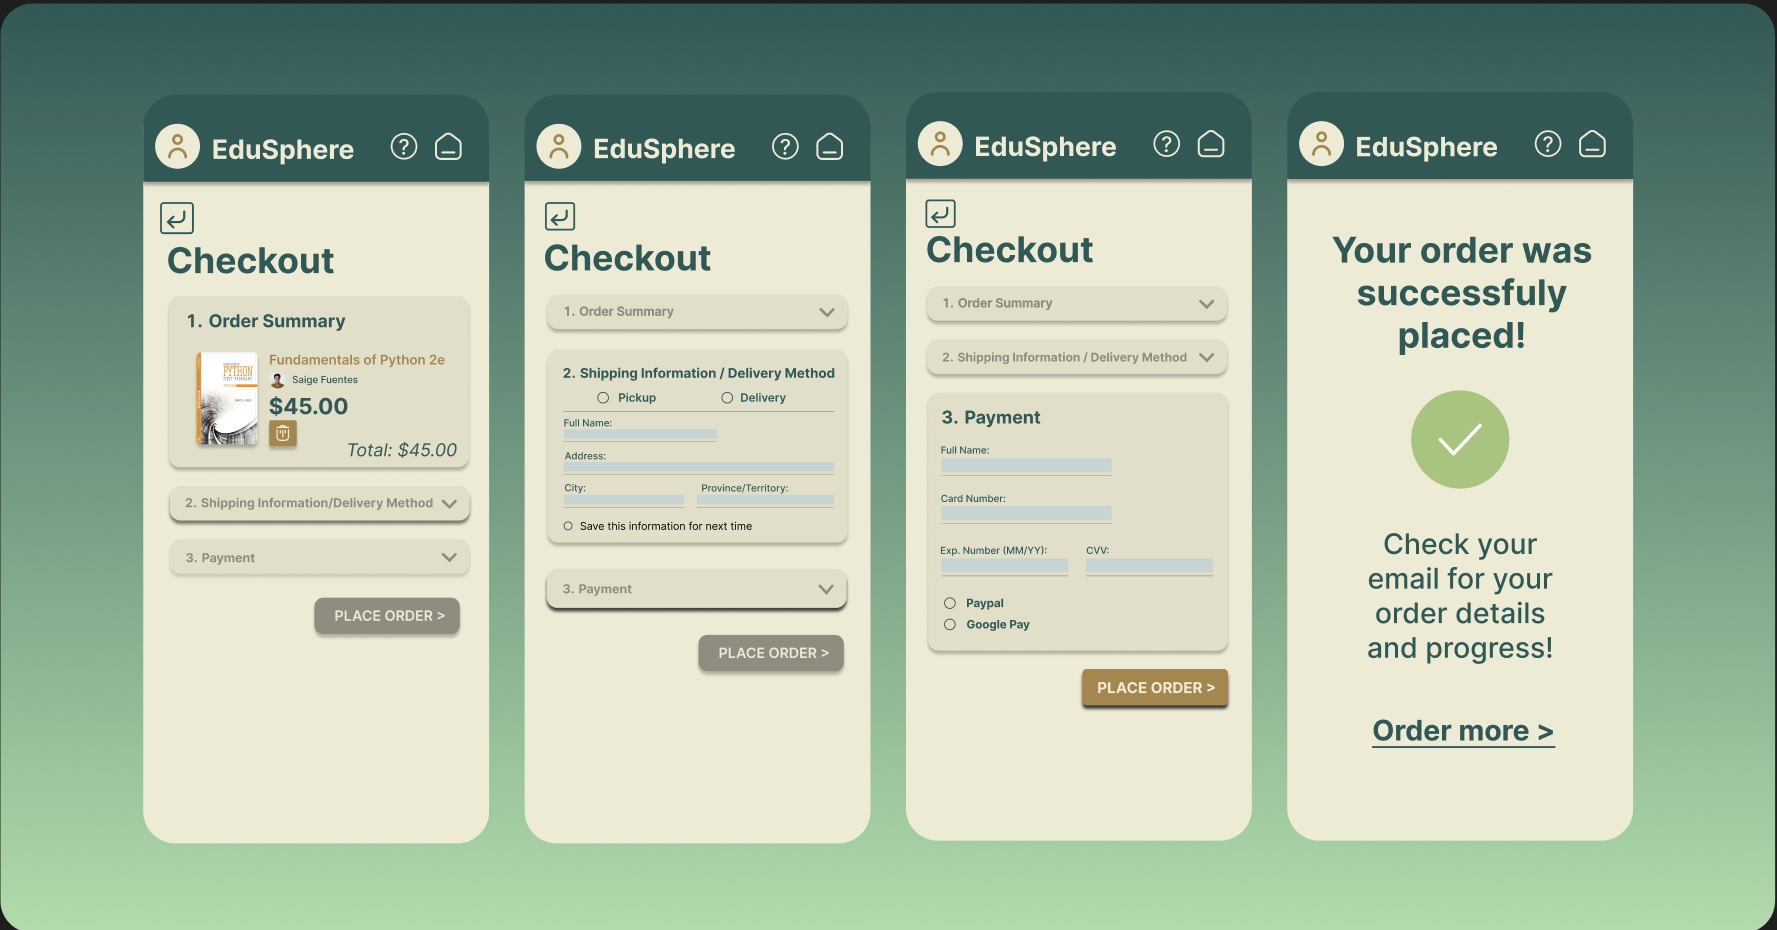 EduSphere
Checkout
1. Order Summary
PYTHON
Fundamentals of Python 2e
Saige Fuentes
$45.00
Total: $45.00
2. Shipping Information/Delivery Method
3. Payment
PLACE ORDER >
EduSphere
Checkout
1. Order Summary
2. Shipping Information / Delivery Method
Pickup
Delivery
Full Name:
Address:
City:
Province/Territory:
Save this information for next time
3. Payment
PLACE ORDER >
EduSphere
Checkout
1. Order Summary
2. Shipping Information / Delivery Method
3. Payment
Full Name:
Card Number:
Exp. Number (MM/YY):
CVV:
Paypal
Google Pay
PLACE ORDER >
EduSphere
Your order was
successfuly
placed!
Check your
email for your
order details
and progress!
Order more >